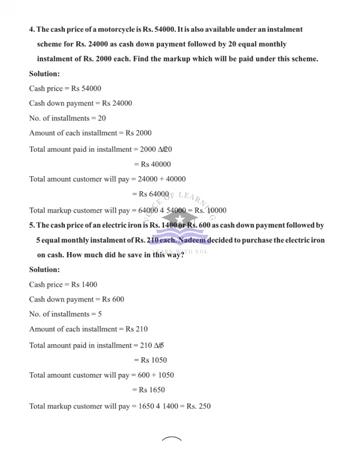 4. The cash price of a motorcycle is Rs. 54000. It is also available under an instalment
scheme for Rs. 24000 as cash down payment followed by 20 equal monthly
instalment of Rs. 2000 each. Find the markup which will be paid under this scheme.
Solution:
Cash price = Rs 54000
Cash down payment = Rs 24000
No. of installments = 20
Amount of each installment = Rs 2000
Total amount paid in installment = 2000 20
= Rs 40000
Total amount customer will pay = 24000 + 40000
= Rs 64000
Total markup customer will pay = 64000 4 54000 = Rs. 10000
5. The cash price of an electric iron is Rs. 1400 or Rs. 600 as cash down payment followed by
5 equal monthly instalment of Rs. 210 each. Nadeem decided to purchase the electric iron
on cash. How much did he save in this way?
Solution:
Cash price = Rs 1400
Cash down payment = Rs 600
No. of installments = 5
Amount of each installment = Rs 210
Total amount paid in installment = 210 5
= Rs 1050
Total amount customer will pay = 600 + 1050
= Rs 1650
Total markup customer will pay = 1650 4 1400 = Rs. 250